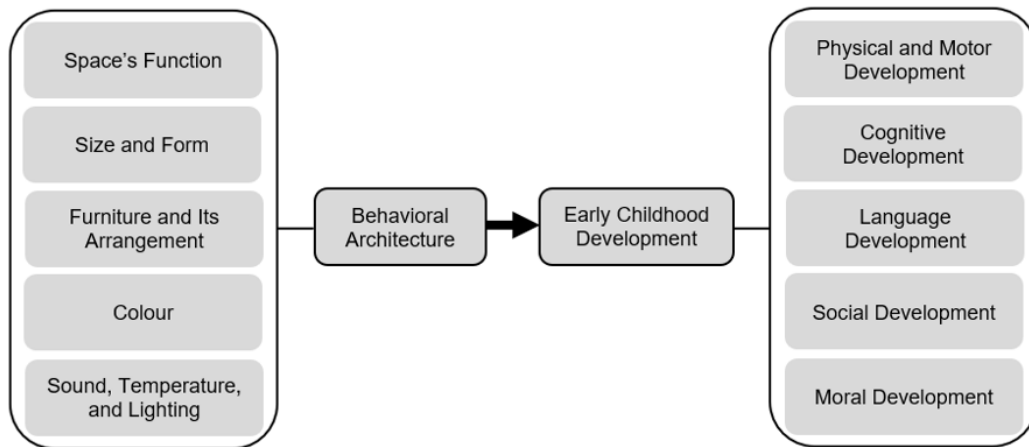 Space's Function
Size and Form
Furniture and Its
Arrangement
Colour
Sound, Temperature,
and Lighting
Behavioral
Architecture
Early Childhood
Development
Physical and Motor
Development
Cognitive
Development
Language
Development
Social Development
Moral Development